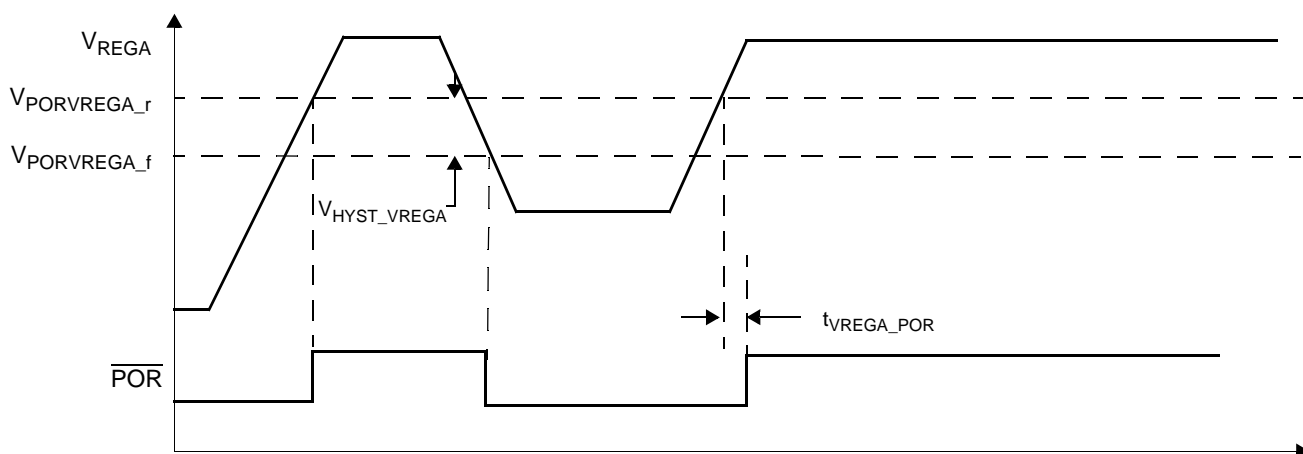 VREGA
VPORVREGA_r
VPORVREGA_f
VHYST_VREGA
tVREGA_POR
POR